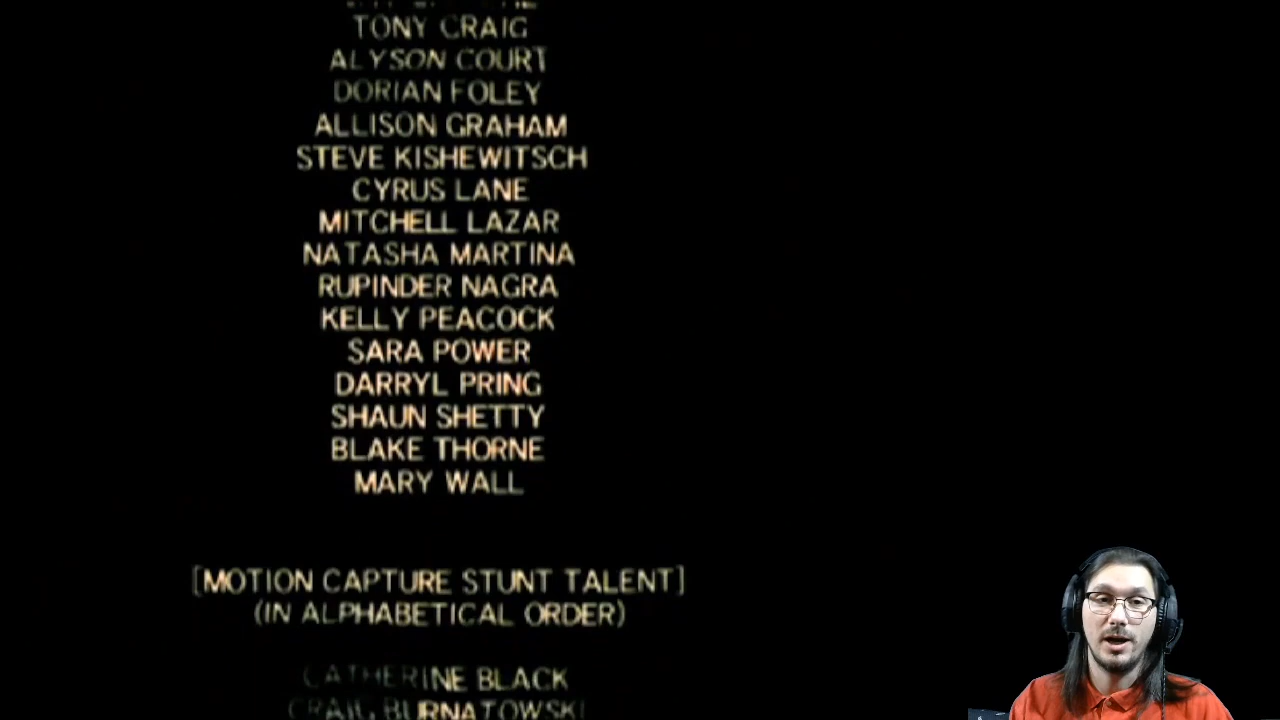 TONY CRAIG
ALYSON COURT
DORIAN FOLEY
ALLISON GRAHAM
STEVE KISHEWITSCH
CYRUS LANE
MITCHELL LAZAR
NATASHA MARTINA
RUPINDER NAGRA
KELLY PEACOCK
SARA POWER
DARRYL PRING
SHAUN SHETTY
BLAKE THORNE
MARY WALL
[MOTION CAPTURE STUNT TALENT]
(IN ALPHABETICAL ORDER)
CATHERINE BLACK
CRAIG BURNATOWSKI